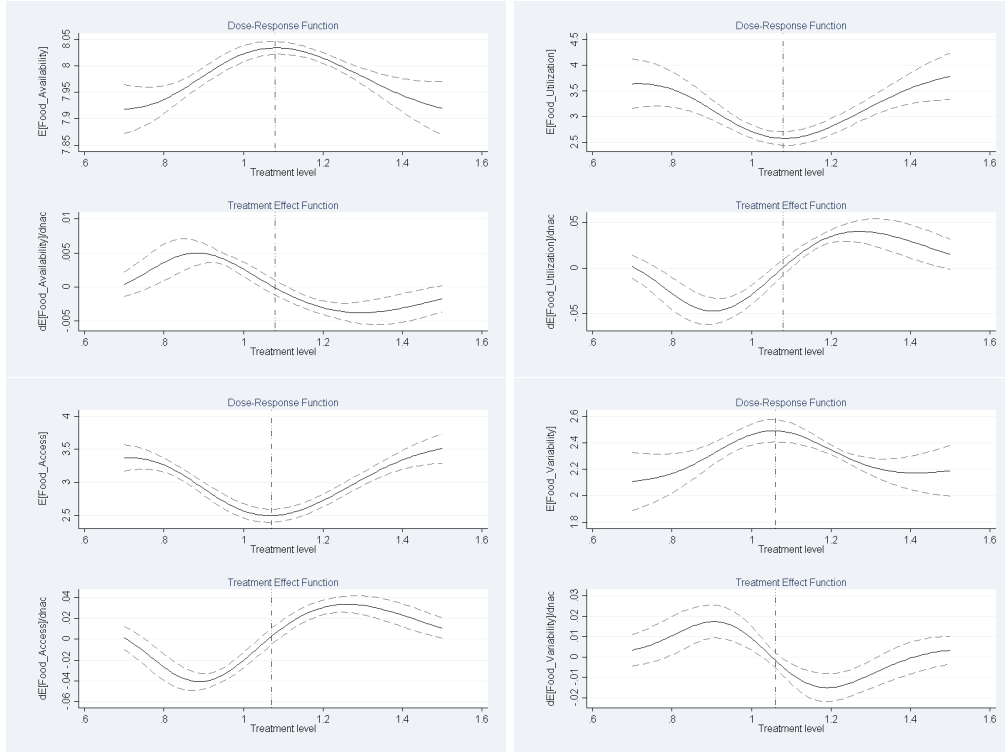 Dose-Response Function
E[Food_Availability]
8.05
8
7.95
7.9
7.85
.6 .8 1 1.2 1.4 1.6
Treatment level
Treatment Effect Function
dE[Food_Availability]/dnac
.01
.005
0
-.005
.6 .8 1 1.2 1.4 1.6
Treatment level
Dose-Response Function
E[Food_Utilization]
4.5
4
3.5
3
2.5
.6 .8 1 1.2 1.4 1.6
Treatment level
Treatment Effect Function
dE[Food_Utilization]/dnac
.05
0
-.05
.6 .8 1 1.2 1.4 1.6
Treatment level
Dose-Response Function
E[Food_Access]
4
3.5
3
2.5
.6 .8 1 1.2 1.4 1.6
Treatment level
Treatment Effect Function
dE[Food_Access]/dnac
.04
.02
0
-.02
-.04
-.06
.6 .8 1 1.2 1.4 1.6
Treatment level
Dose-Response Function
E[Food_Variability]
2.6
2.4
2.2
2
1.8
.6 .8 1 1.2 1.4 1.6
Treatment level
Treatment Effect Function
dE[Food_Variability]/dnac
.03
.02
.01
0
-.01
-.02
.6 .8 1 1.2 1.4 1.6
Treatment level